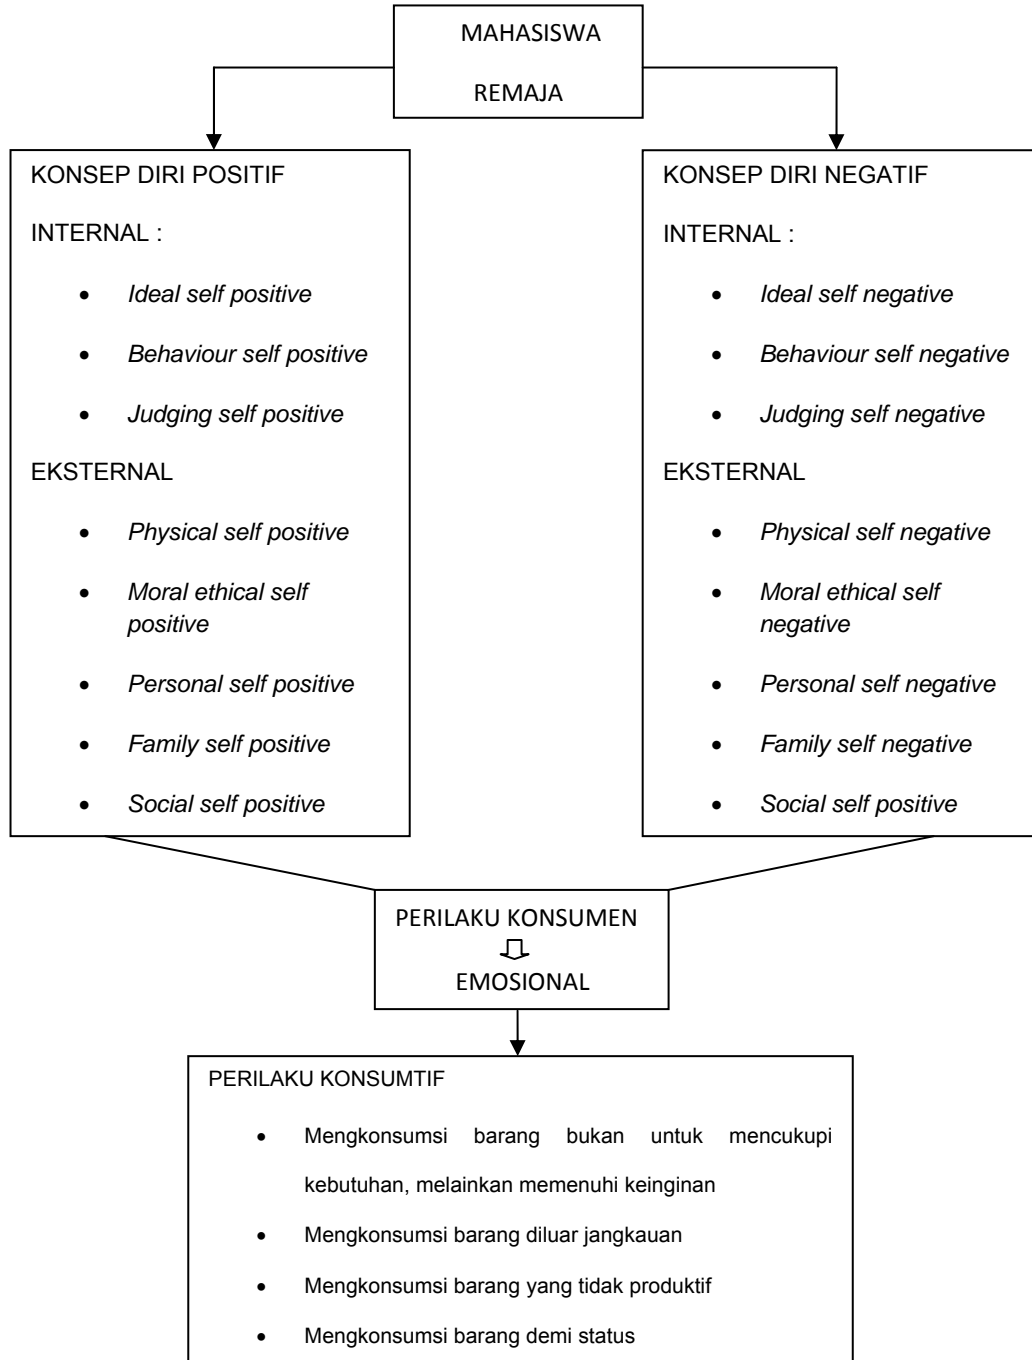 MAHASISWA
REMAJA
KONSEP DIRI POSITIF
INTERNAL :
• Ideal self positive
• Behaviour self positive
• Judging self positive
EKSTERNAL
• Physical self positive
• Moral ethical self
positive
• Personal self positive
• Family self positive
• Social self positive
KONSEP DIRI NEGATIF
INTERNAL :
• Ideal self negative
• Behaviour self negative
• Judging self negative
EKSTERNAL
• Physical self negative
• Moral ethical self
negative
• Personal self negative
• Family self negative
• Social self positive
PERILAKU KONSUMEN
EMOSIONAL
PERILAKU KONSUMTIF
• Mengkonsumsi barang bukan untuk mencukupi
kebutuhan, melainkan memenuhi keinginan
• Mengkonsumsi barang diluar jangkauan
• Mengkonsumsi barang yang tidak produktif
• Mengkonsumsi barang demi status